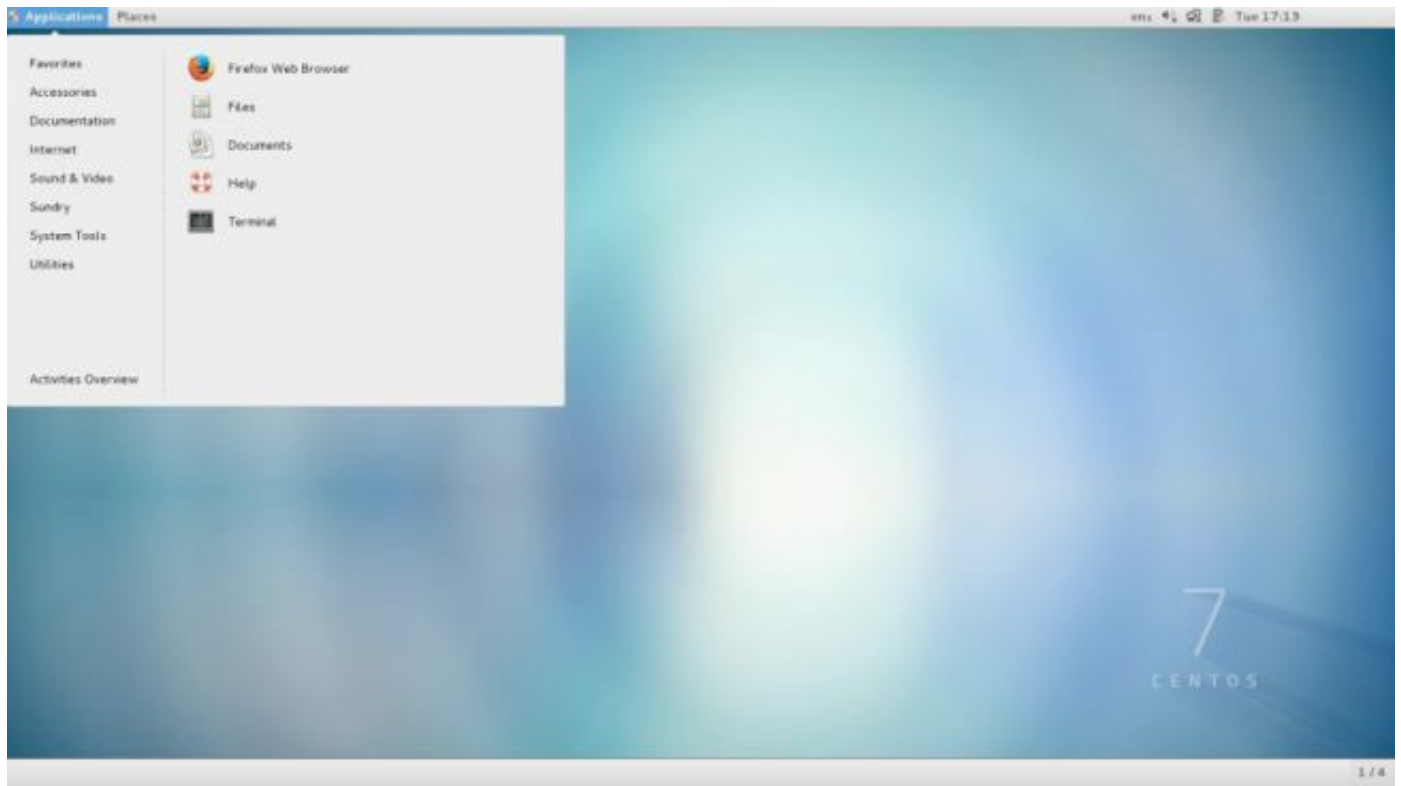 Applications Places
en₁ Tue 17:13
Favorites
Accessories
Documentation
Internet
Sound & Video
Sundry
System Tools
Utilities
Activities Overview
Firefox Web Browser
Files
Documents
Help
Terminal
7
CENTOS
1 / 4